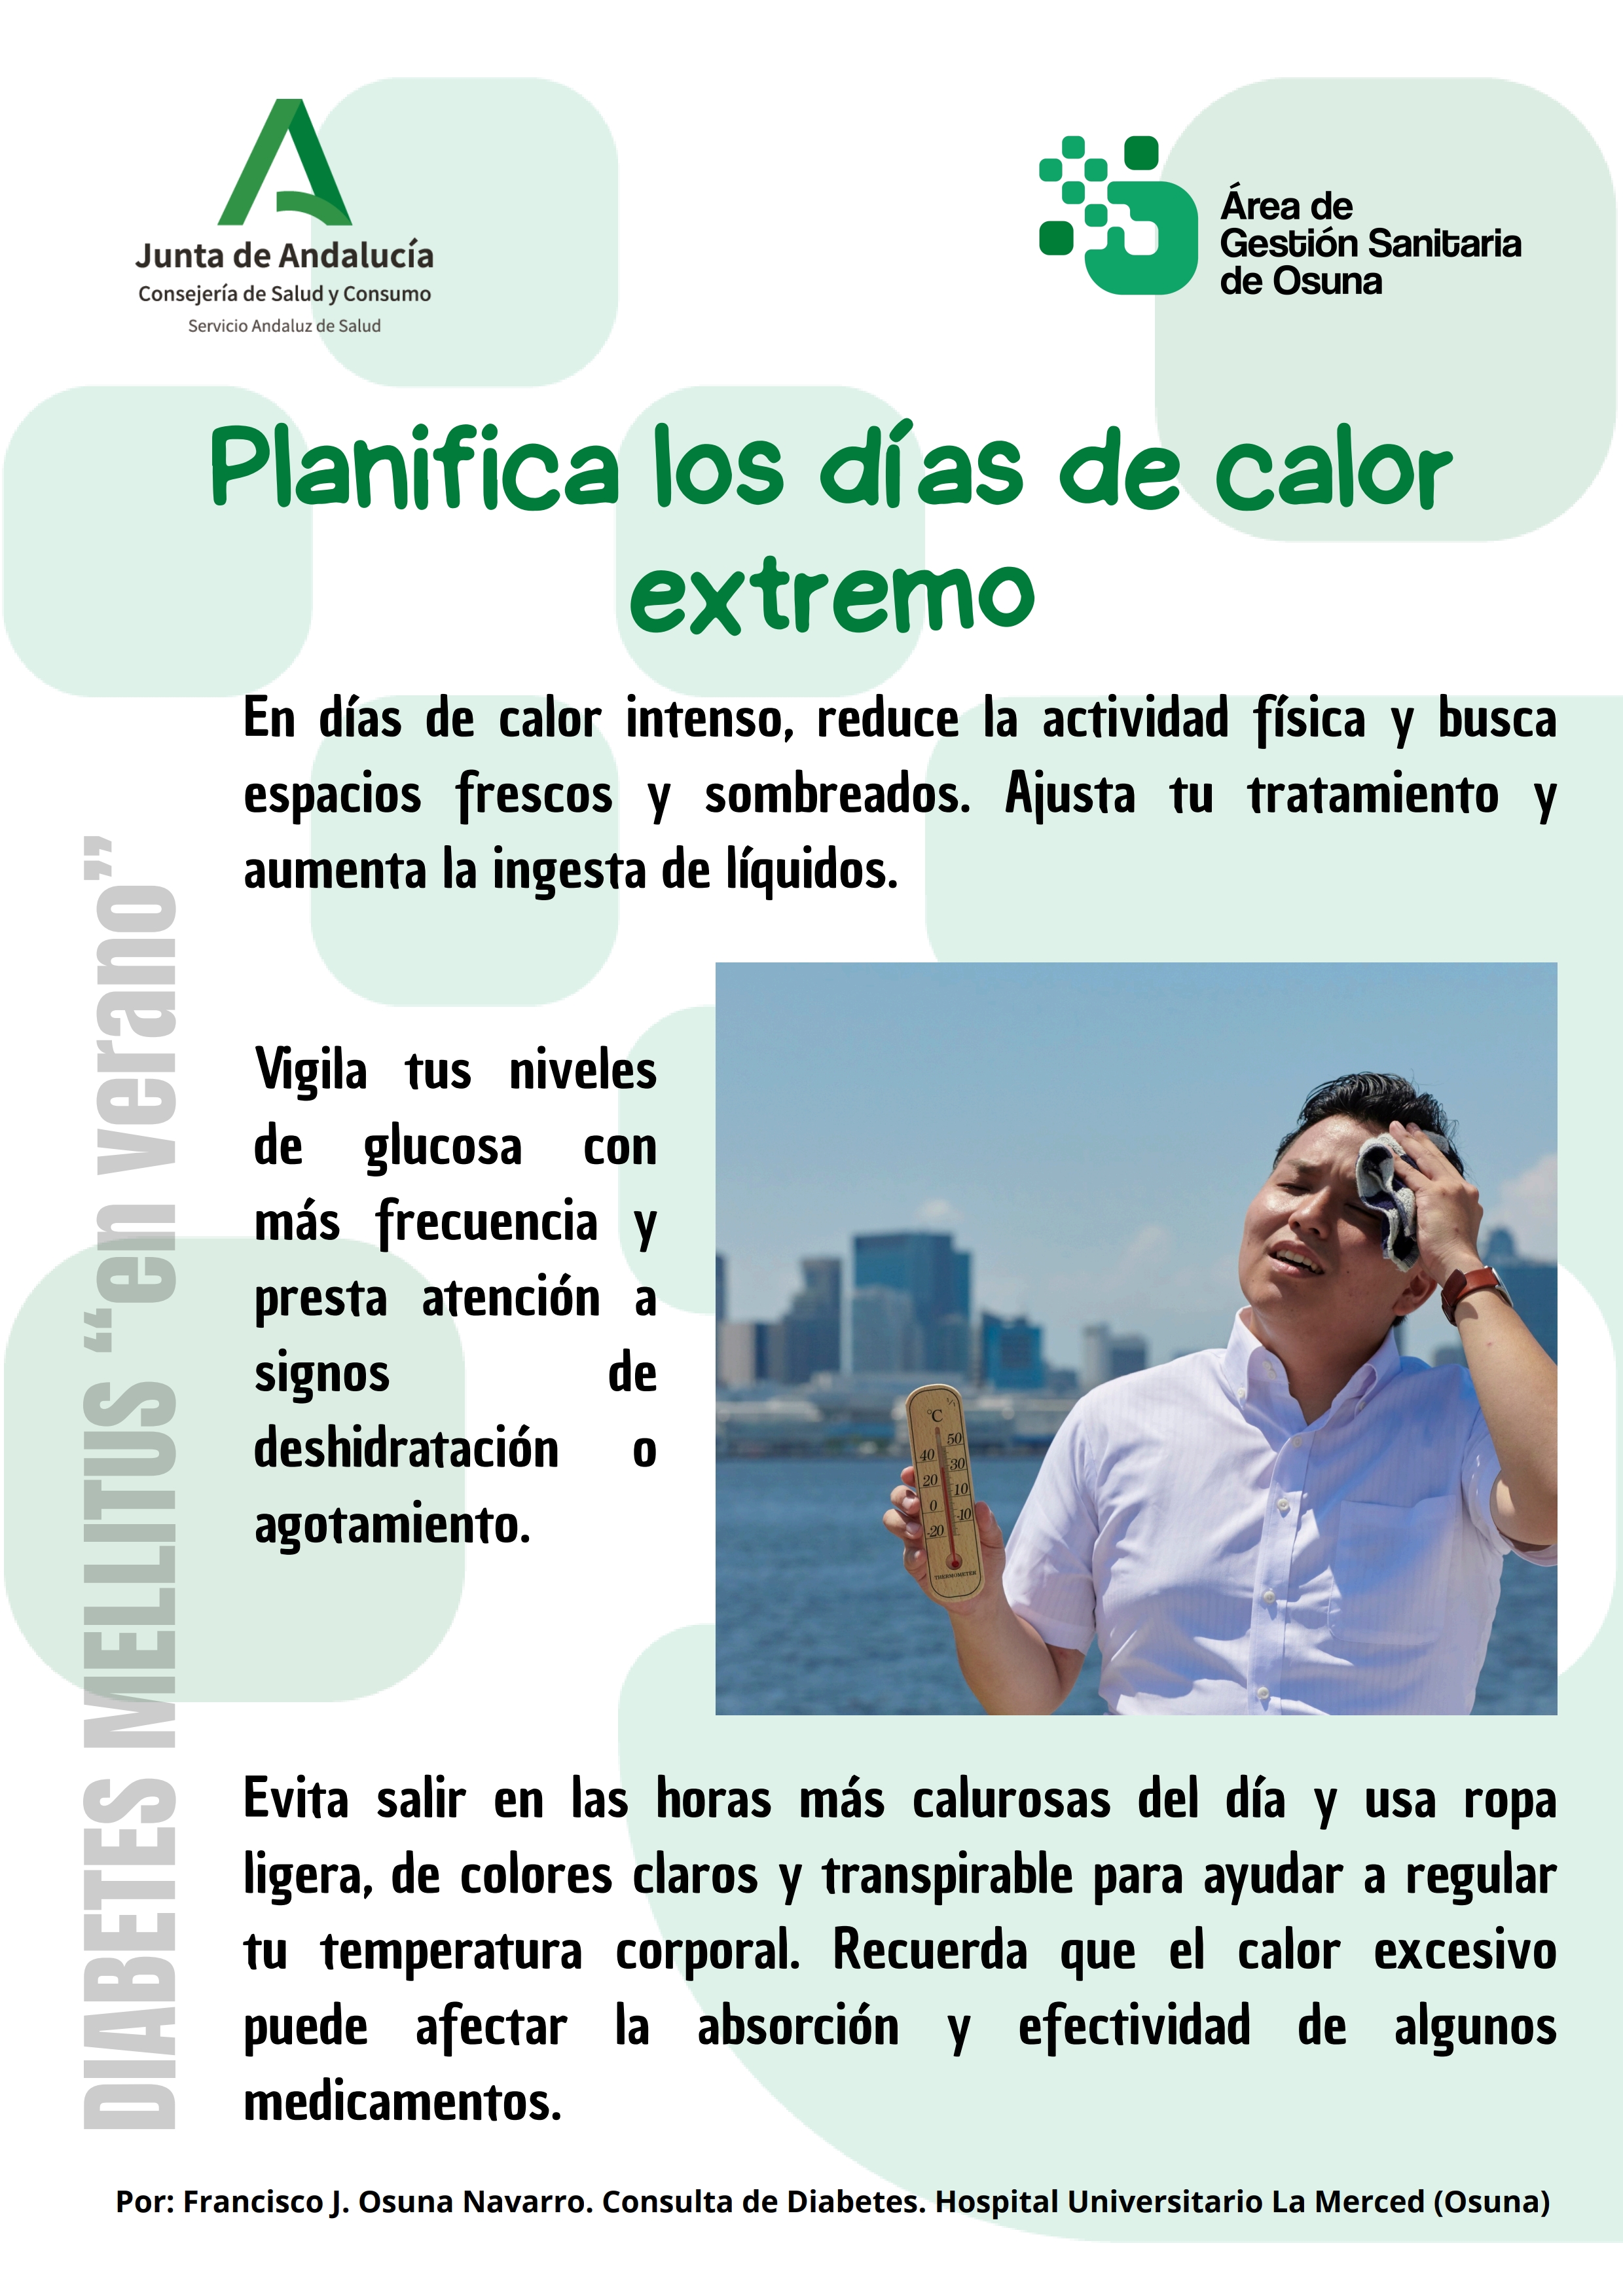 Junta de Andalucía
Consejería de Salud y Consumo
Servicio Andaluz de Salud
Área de
Gestión Sanitaria
de Osuna
Planifica los días de calor
extremo
En días de calor intenso, reduce la actividad física y busca
espacios frescos y sombreados. Ajusta tu tratamiento y
aumenta la ingesta de líquidos.
DIABETES MELLITUS “en verano”
Vigila tus niveles
de glucosa con
más frecuencia y
presta atención a
signos de
deshidratación o
agotamiento.
°C
50
40
30
20
10
0
-10
-20
THERMOMETER
Evita salir en las horas más calurosas del día y usa ropa
ligera, de colores claros y transpirable para ayudar a regular
tu temperatura corporal. Recuerda que el calor excesivo
puede afectar la absorción y efectividad de algunos
medicamentos.
Por: Francisco J. Osuna Navarro. Consulta de Diabetes. Hospital Universitario La Merced (Osuna)